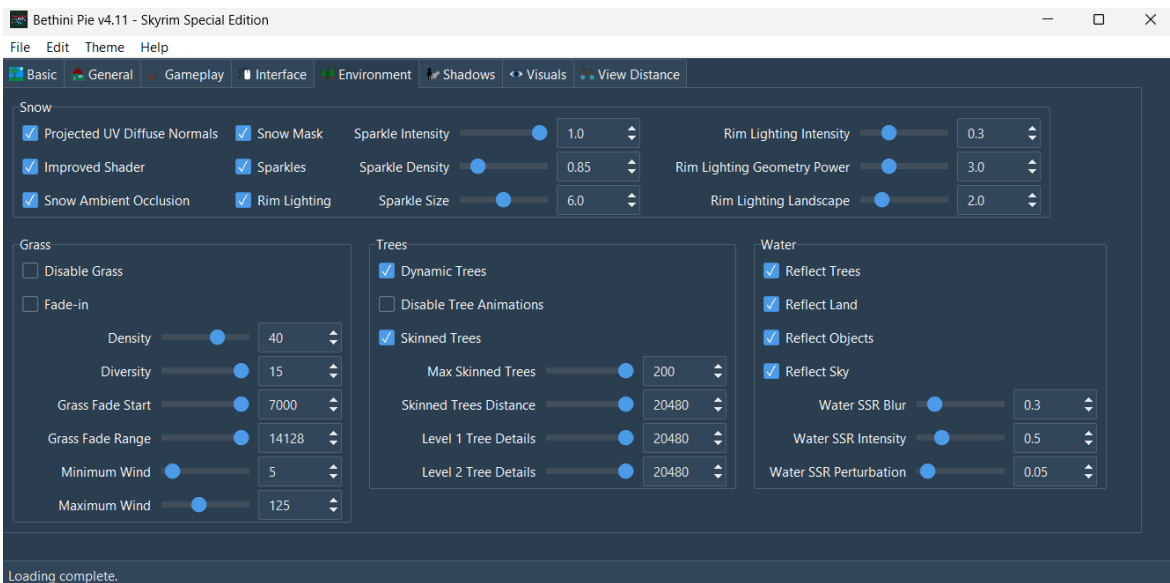 Bethini Pie v4.11 - Skyrim Special Edition
File Edit Theme Help
Basic General Gameplay Interface Environment Shadows Visuals View Distance
Snow
Projected UV Diffuse Normals Snow Mask Sparkle Intensity 1.0 Rim Lighting Intensity 0.3
Improved Shader Sparkles Sparkle Density 0.85 Rim Lighting Geometry Power 3.0
Snow Ambient Occlusion Rim Lighting Sparkle Size 6.0 Rim Lighting Landscape 2.0
Grass
Disable Grass
Fade-in
Density 40
Diversity 15
Grass Fade Start 7000
Grass Fade Range 14128
Minimum Wind 5
Maximum Wind 125
Trees
Dynamic Trees
Disable Tree Animations
Skinned Trees
Max Skinned Trees 200
Skinned Trees Distance 20480
Level 1 Tree Details 20480
Level 2 Tree Details 20480
Water
Reflect Trees
Reflect Land
Reflect Objects
Reflect Sky
Water SSR Blur 0.3
Water SSR Intensity 0.5
Water SSR Perturbation 0.05
Loading complete.